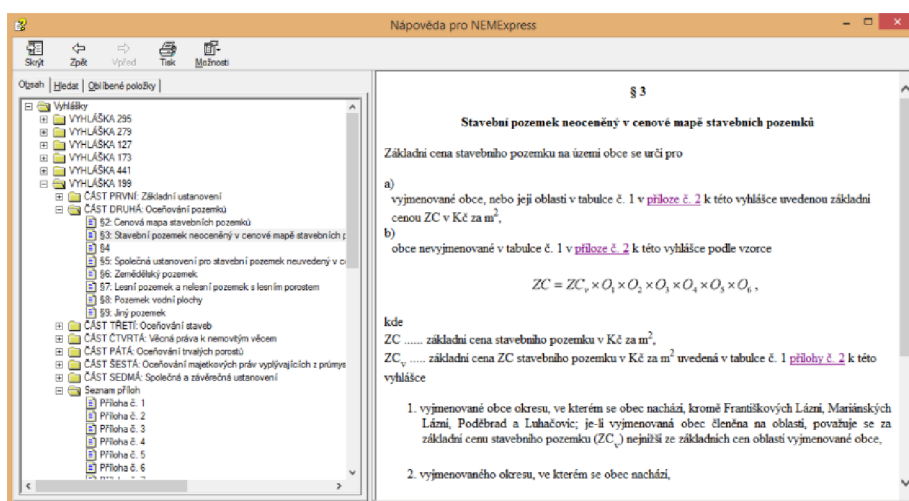 Nápověda pro NEMExpress
Skrýt Zpět Vpřed Tisk Možnosti
Obsah Hledat Oblíbené položky
Vyhlášky
VYHLÁŠKA 295
VYHLÁŠKA 279
VYHLÁŠKA 127
VYHLÁŠKA 173
VYHLÁŠKA 441
VYHLÁŠKA 199
ČÁST PRVNÍ: Základní ustanovení
ČÁST DRUHÁ: Oceňování pozemků
§2: Cenová mapa stavebních pozemků
§3: Stavební pozemek neoceněný v cenové mapě stavebních p
§4
§5: Společná ustanovení pro stavební pozemek neuvedený v c
§6: Zemědělský pozemek
§7: Lesní pozemek a nelesní pozemek s lesním porostem
§8: Pozemek vodní plochy
§9: Jiný pozemek
ČÁST TŘETÍ: Oceňování staveb
ČÁST ČTVRTÁ: Věcná práva k nemovitým věcem
ČÁST PÁTÁ: Oceňování trvalých porostů
ČÁST ŠESTÁ: Oceňování majetkových práv vyplývajících z průmys
ČÁST SEDMÁ: Společná a závěrečná ustanovení
Seznam příloh
Příloha č. 1
Příloha č. 2
Příloha č. 3
Příloha č. 4
Příloha č. 5
Příloha č. 6
§ 3
Stavební pozemek neoceněný v cenové mapě stavebních pozemků
Základní cena stavebního pozemku na území obce se určí pro
a)
vyjmenované obce, nebo její oblasti v tabulce č. 1 v příloze č. 2 k této vyhlášce uvedenou základní
cenou ZC v Kč za m²,
b)
obce nevyjmenované v tabulce č. 1 v příloze č. 2 k této vyhlášce podle vzorce
ZC = ZCᵥ × O₁ × O₂ × O₃ × O₄ × O₅ × O₆ ,
kde
ZC ...... základní cena stavebního pozemku v Kč za m²,
ZCᵥ ..... základní cena ZC stavebního pozemku v Kč za m² uvedená v tabulce č. 1 přílohy č. 2 k této
vyhlášce
1. vyjmenované obce okresu, ve kterém se obec nachází, kromě Františkových Lázní, Mariánských
Lázní, Poděbrad a Luhačovic; je-li vyjmenovaná obec členěna na oblasti, považuje se za
základní cenu stavebního pozemku (ZCᵥ) nejnižší ze základních cen oblastí vyjmenované obce,
2. vyjmenovaného okresu, ve kterém se obec nachází,